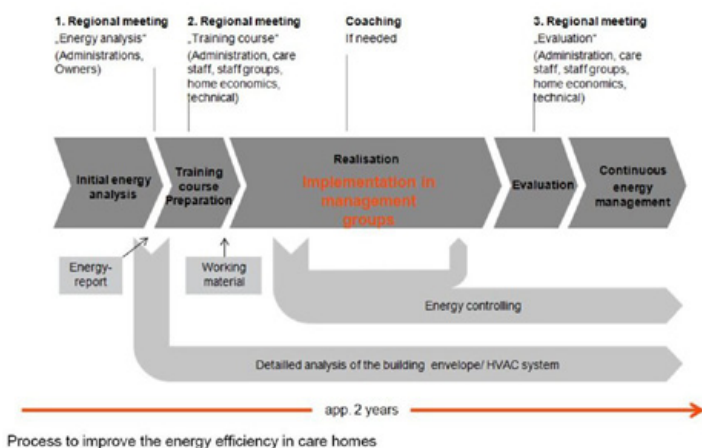 1. Regional meeting
„Energy analysis“
(Administrations,
Owners)
2. Regional meeting
„Training course“
(Administration, care
staff, staff groups,
home economics,
technical)
Coaching
If needed
3. Regional meeting
„Evaluation“
(Administration, care
staff, staff groups,
home economics,
technical)
Initial energy
analysis
Training
course
Preparation
Realisation
Implementation in
management
groups
Evaluation
Continuous
energy
management
Energy-
report
Working
material
Energy controlling
Detailled analysis of the building envelope/ HVAC system
app. 2 years
Process to improve the energy efficiency in care homes